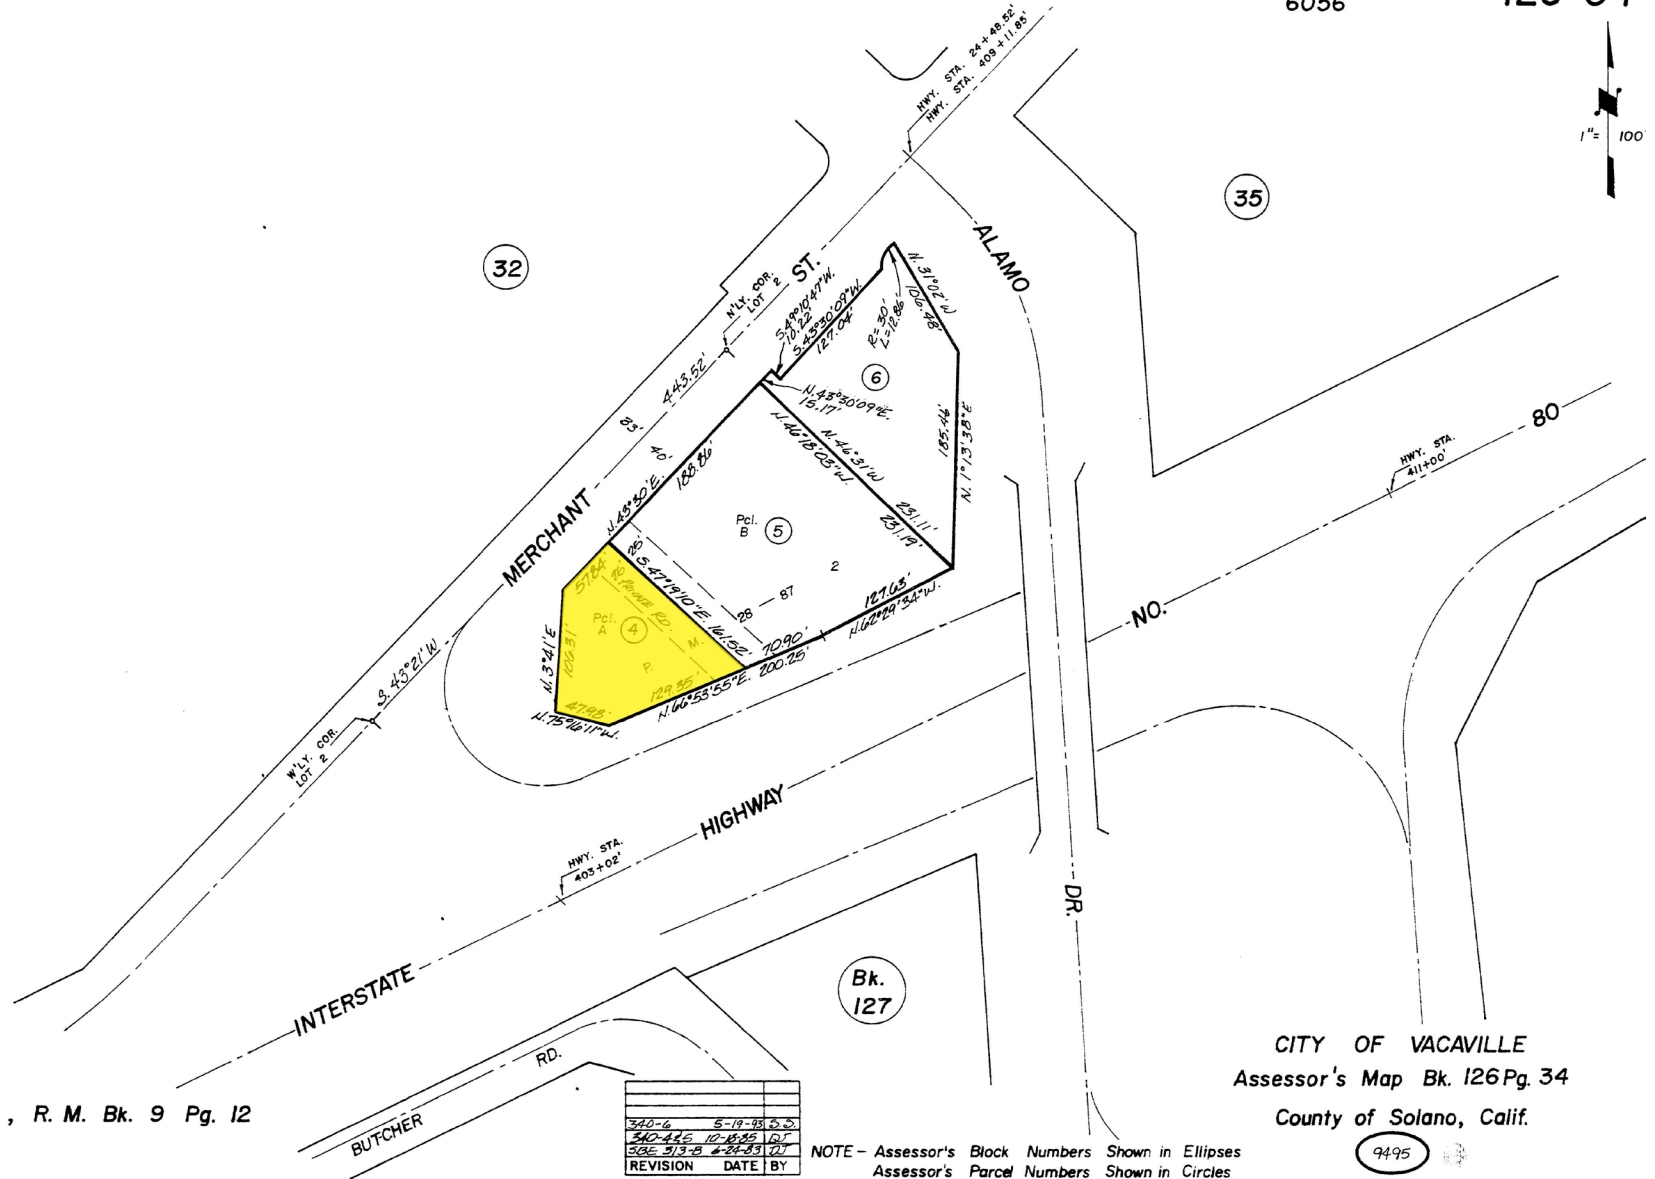 6056
HWY. STA. 24+48.52'
HWY. STA. 409+11.85'
1"= 100'
35
32
ALAMO
ST.
N'LY. COR.
LOT 2
S.49°10'47"W.
10.22'
S.43°30'09"W.
127.04'
N.31°02'W
106.48'
R=30'
L=12.86'
6
N.43°30'09"E.
15.17'
443.52'
83'
40'
N.46°18'03"W.
N.46°31'W
231.11'
231.19'
185.46'
N.1°13'38"E
80
HWY. STA.
411+00'
N.43°30'E.
188.86'
MERCHANT
Pcl.
B
5
2
25'
S.47°19'10"E. 161.52'
28 — 87
127.63'
N.62°29'34"W.
57.84'
PRIVATE RD.
Pcl.
A
4
P. M.
N.3°41'E
106.31
70.90'
200.25'
129.35'
N.66°53'55"E.
47.98'
N.75°16'11"W.
NO.
S.43°21'W
W'LY. COR.
LOT 2
HIGHWAY
HWY. STA.
403+02'
DR.
INTERSTATE
Bk.
127
RD.
BUTCHER
CITY OF VACAVILLE
Assessor's Map Bk. 126 Pg. 34
County of Solano, Calif.
9495
, R. M. Bk. 9 Pg. 12
340-6 5-19-93 S.S.
340-4&5 10-18-85 DJ
SBE 313-B 6-24-83 DJ
REVISION DATE BY
NOTE – Assessor's Block Numbers Shown in Ellipses
Assessor's Parcel Numbers Shown in Circles